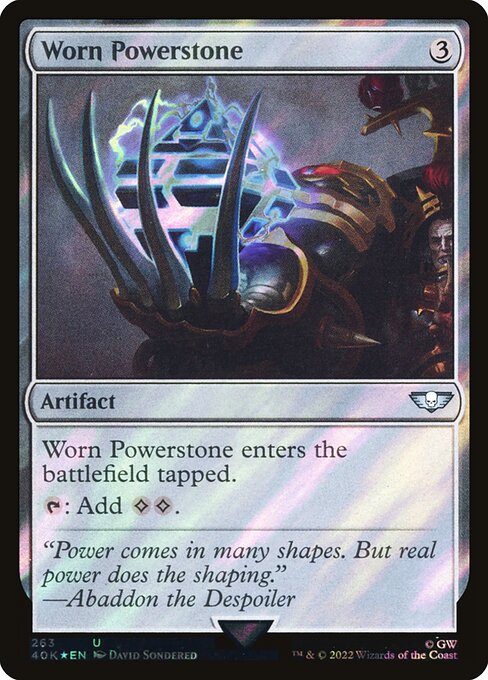 Worn Powerstone 3
Artifact
Worn Powerstone enters the
battlefield tapped.
: Add .
“Power comes in many shapes. But real
power does the shaping.”
—Abaddon the Despoiler
263 U © GW
40K★EN David Sondered ™ & © 2022 Wizards of the Coast